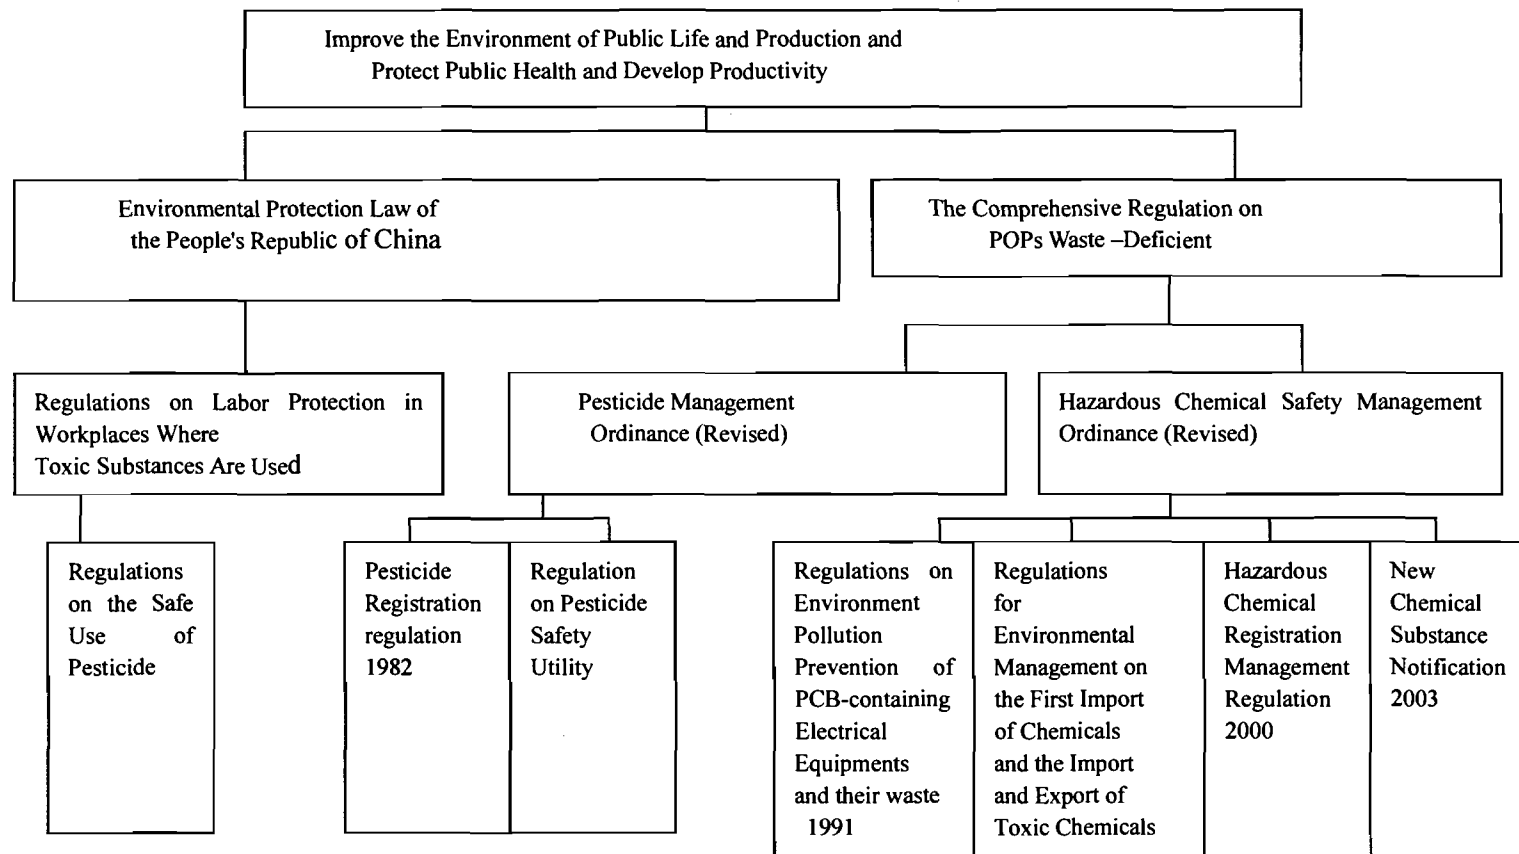 Improve the Environment of Public Life and Production and
Protect Public Health and Develop Productivity
Environmental Protection Law of
the People's Republic of China
The Comprehensive Regulation on
POPs Waste –Deficient
Regulations on Labor Protection in
Workplaces Where
Toxic Substances Are Used
Pesticide Management
Ordinance (Revised)
Hazardous Chemical Safety Management
Ordinance (Revised)
Regulations
on the Safe
Use of
Pesticide
Pesticide
Registration
regulation
1982
Regulation
on Pesticide
Safety
Utility
Regulations on
Environment
Pollution
Prevention of
PCB-containing
Electrical
Equipments
and their waste
1991
Regulations
for
Environmental
Management on
the First Import
of Chemicals
and the Import
and Export of
Toxic Chemicals
Hazardous
Chemical
Registration
Management
Regulation
2000
New
Chemical
Substance
Notification
2003